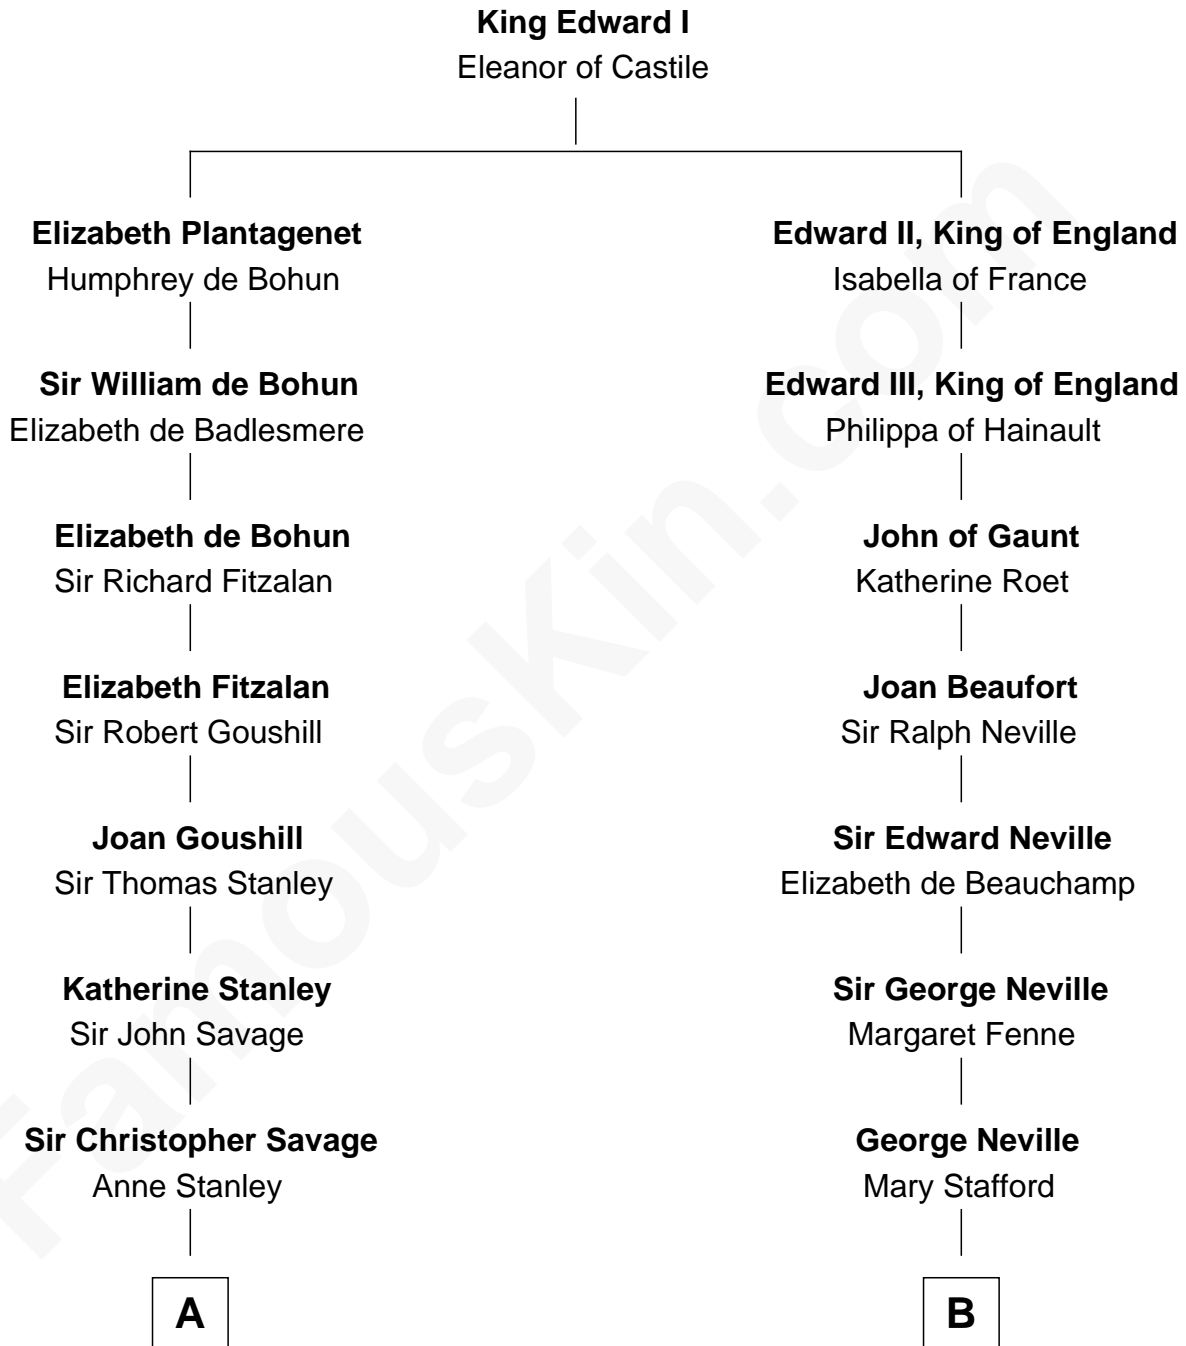 King Edward I
Eleanor of Castile
Elizabeth Plantagenet
Humphrey de Bohun
Edward II, King of England
Isabella of France
Sir William de Bohun
Elizabeth de Badlesmere
Edward III, King of England
Philippa of Hainault
Elizabeth de Bohun
Sir Richard Fitzalan
John of Gaunt
Katherine Roet
Elizabeth Fitzalan
Sir Robert Goushill
Joan Beaufort
Sir Ralph Neville
Joan Goushill
Sir Thomas Stanley
Sir Edward Neville
Elizabeth de Beauchamp
Katherine Stanley
Sir John Savage
Sir George Neville
Margaret Fenne
Sir Christopher Savage
Anne Stanley
George Neville
Mary Stafford
A
B
FamousKin.com